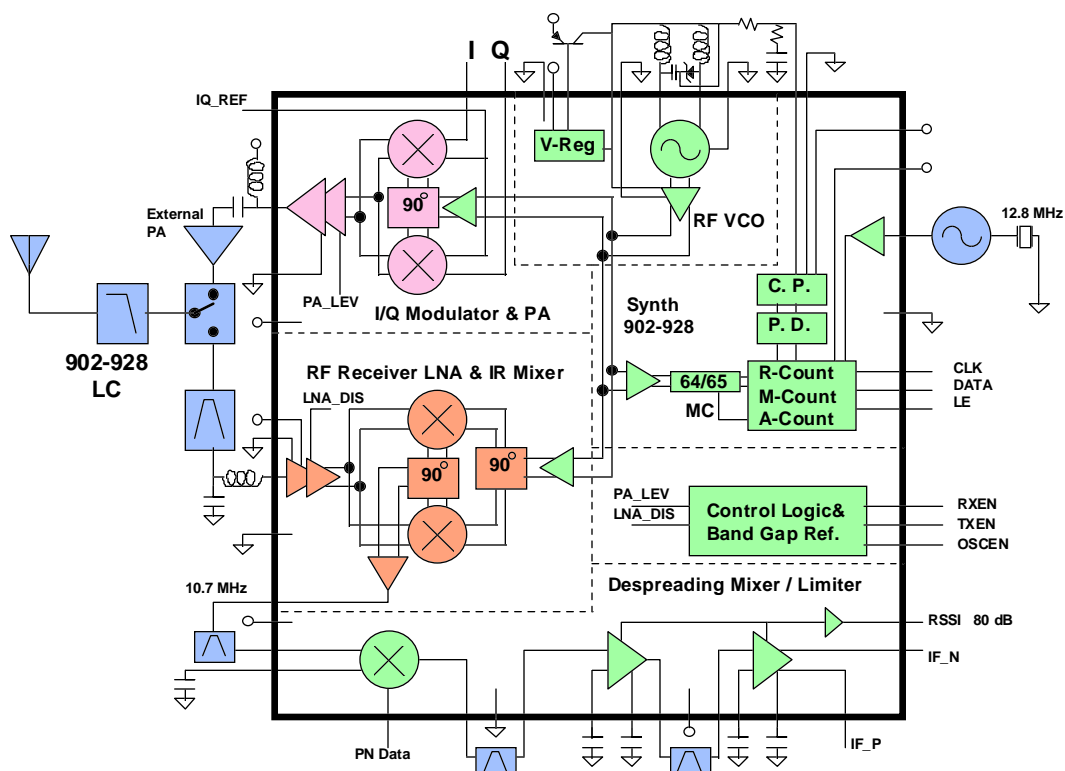 I Q
IQ_REF
V-Reg
90°
RF VCO
External
PA
12.8 MHz
PA_LEV
I/Q Modulator & PA
Synth
902-928
C. P.
P. D.
902-928
LC
RF Receiver LNA & IR Mixer
LNA_DIS
64/65
MC
R-Count
M-Count
A-Count
CLK
DATA
LE
90°
90°
PA_LEV
LNA_DIS
Control Logic&
Band Gap Ref.
RXEN
TXEN
OSCEN
10.7 MHz
Despreading Mixer / Limiter
RSSI 80 dB
IF_N
PN Data
IF_P